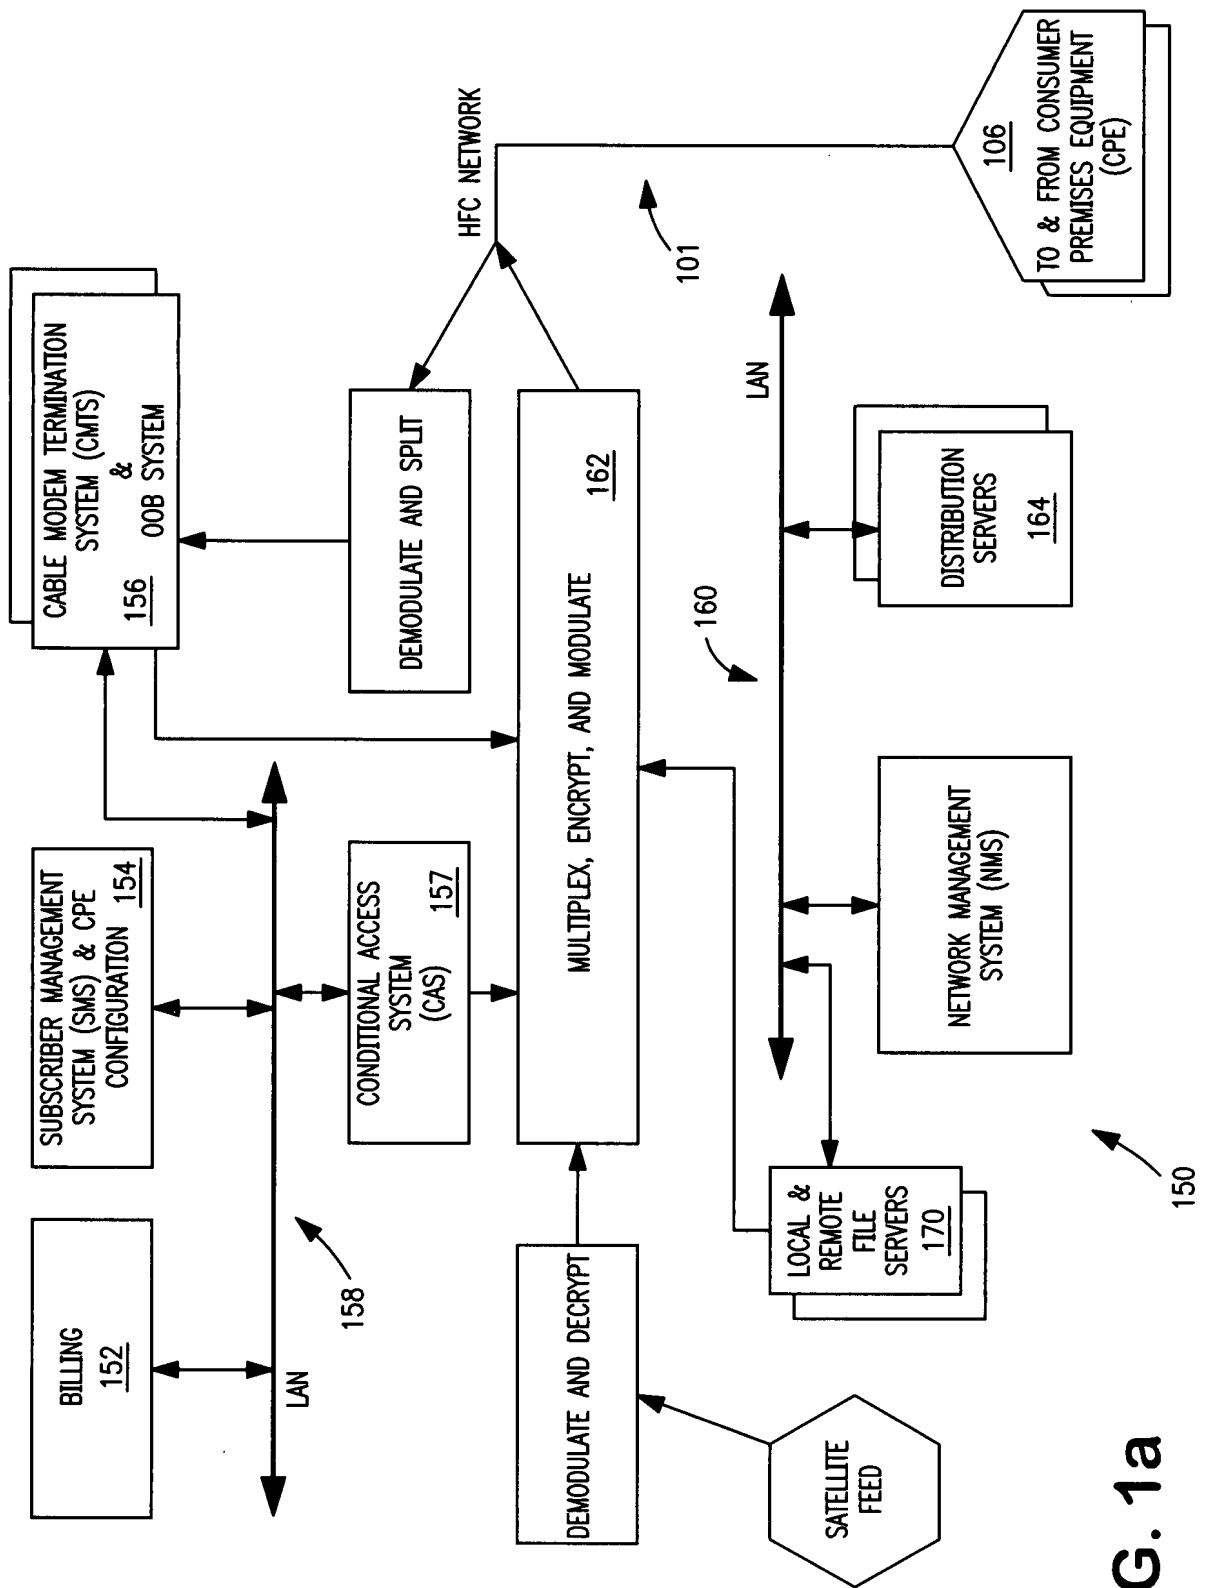 BILLING
152
SUBSCRIBER MANAGEMENT
SYSTEM (SMS) & CPE
CONFIGURATION 154
CABLE MODEM TERMINATION
SYSTEM (CMTS)
&
OOB SYSTEM
156
LAN
158
CONDITIONAL ACCESS
SYSTEM
(CAS)
157
DEMODULATE AND SPLIT
HFC NETWORK
DEMODULATE AND DECRYPT
MULTIPLEX, ENCRYPT, AND MODULATE
162
101
160
LAN
SATELLITE
FEED
LOCAL &
REMOTE
FILE
SERVERS
170
NETWORK MANAGEMENT
SYSTEM (NMS)
DISTRIBUTION
SERVERS
164
106
TO & FROM CONSUMER
PREMISES EQUIPMENT
(CPE)
150
G. 1a